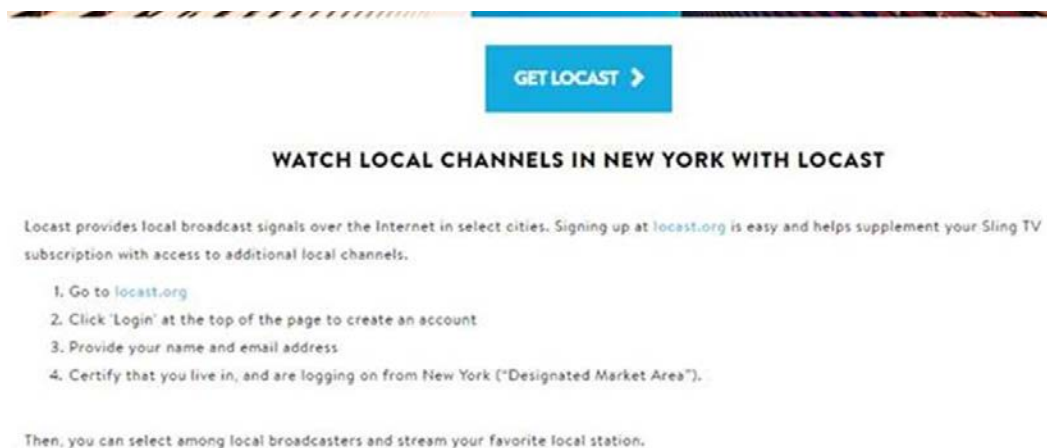 GET LOCAST
WATCH LOCAL CHANNELS IN NEW YORK WITH LOCAST
Locast provides local broadcast signals over the Internet in select cities. Signing up at locast.org is easy and helps supplement your Sling TV
subscription with access to additional local channels.
1. Go to locast.org
2. Click 'Login' at the top of the page to create an account
3. Provide your name and email address
4. Certify that you live in, and are logging on from New York ("Designated Market Area").
Then, you can select among local broadcasters and stream your favorite local station.